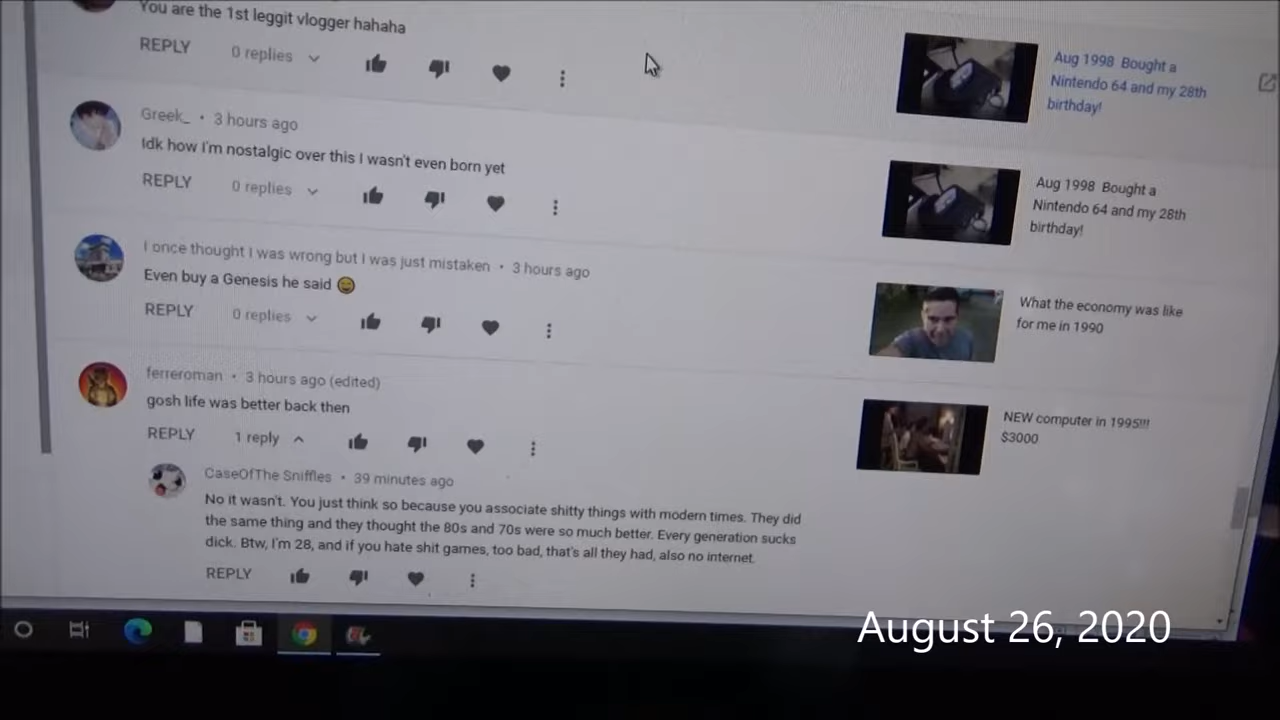 You are the 1st leggit vlogger hahaha
REPLY 0 replies
Aug 1998 Bought a
Nintendo 64 and my 28th
birthday!
Greek_ • 3 hours ago
Idk how I'm nostalgic over this I wasn't even born yet
REPLY 0 replies
Aug 1998 Bought a
Nintendo 64 and my 28th
birthday!
I once thought I was wrong but I was just mistaken • 3 hours ago
Even buy a Genesis he said 😄
REPLY 0 replies
What the economy was like
for me in 1990
ferreroman • 3 hours ago (edited)
gosh life was better back then
REPLY 1 reply
NEW computer in 1995!!!
$3000
CaseOfThe Sniffles • 39 minutes ago
No it wasn't. You just think so because you associate shitty things with modern times. They did
the same thing and they thought the 80s and 70s were so much better. Every generation sucks
dick. Btw, I'm 28, and if you hate shit games, too bad, that's all they had, also no internet.
REPLY
August 26, 2020